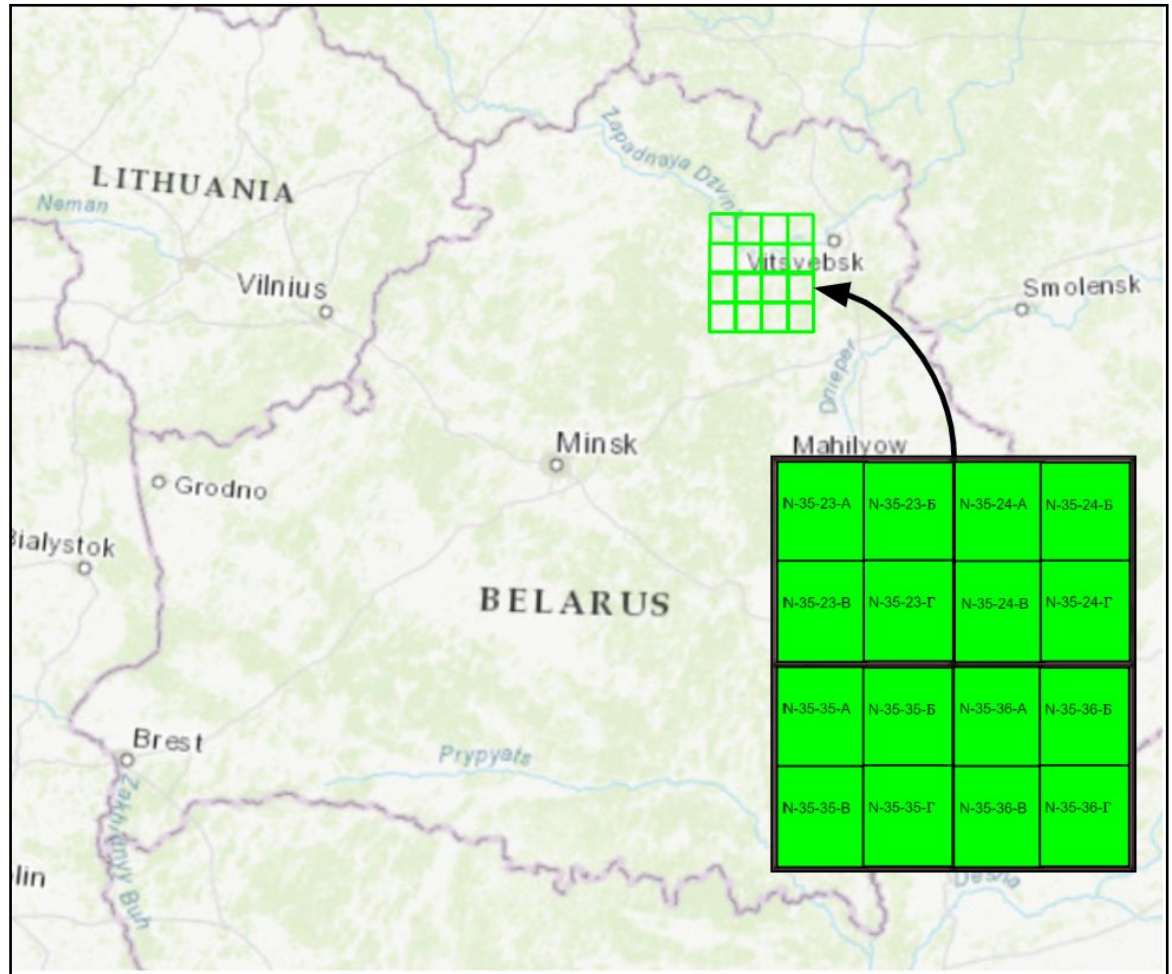 Zapadnaja Dzvina
LITHUANIA
Neman
Vitsyebsk
Vilnius
Smolensk
Dnieper
Minsk
Mahilyow
Grodno
Bialystok
BELARUS
N-35-23-А
N-35-23-Б
N-35-24-А
N-35-24-Б
N-35-23-В
N-35-23-Г
N-35-24-В
N-35-24-Г
N-35-35-А
N-35-35-Б
N-35-36-А
N-35-36-Б
Brest
Prypyats
Zakhodnyy Buh
N-35-35-В
N-35-35-Г
N-35-36-В
N-35-36-Г
lin
Desna